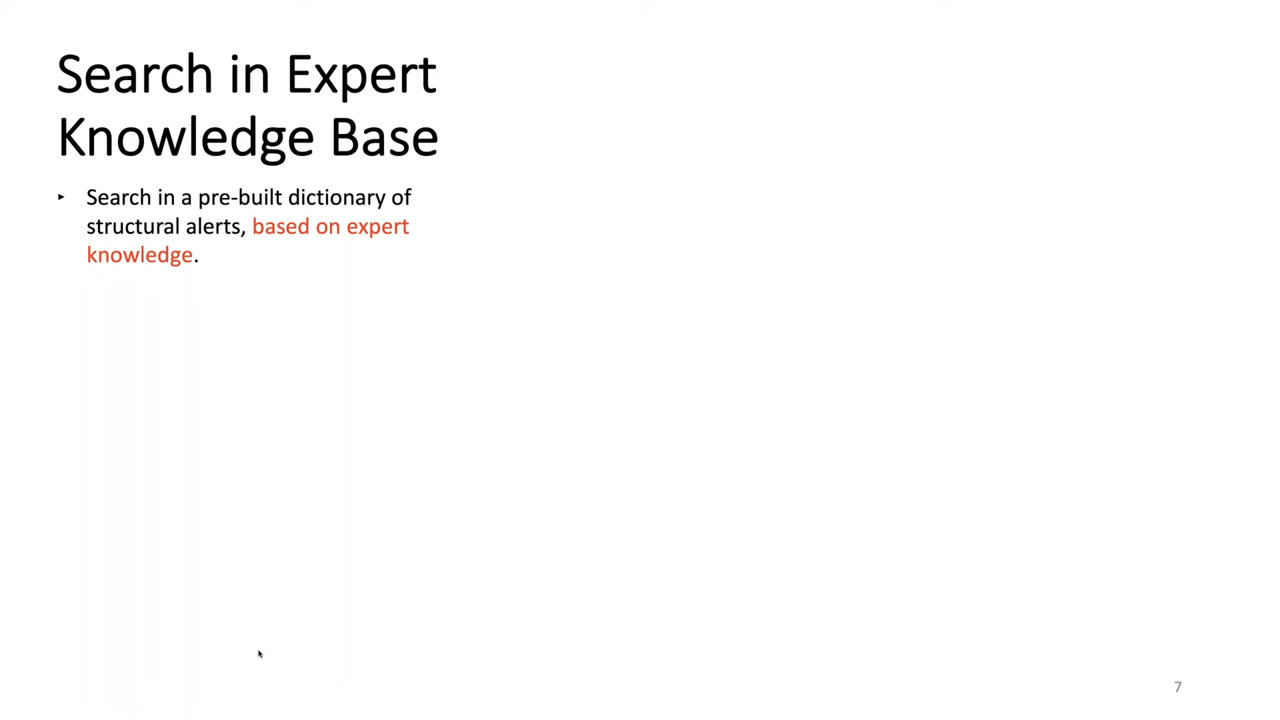 Search in Expert
Knowledge Base
‣ Search in a pre-built dictionary of
structural alerts, based on expert
knowledge.
7